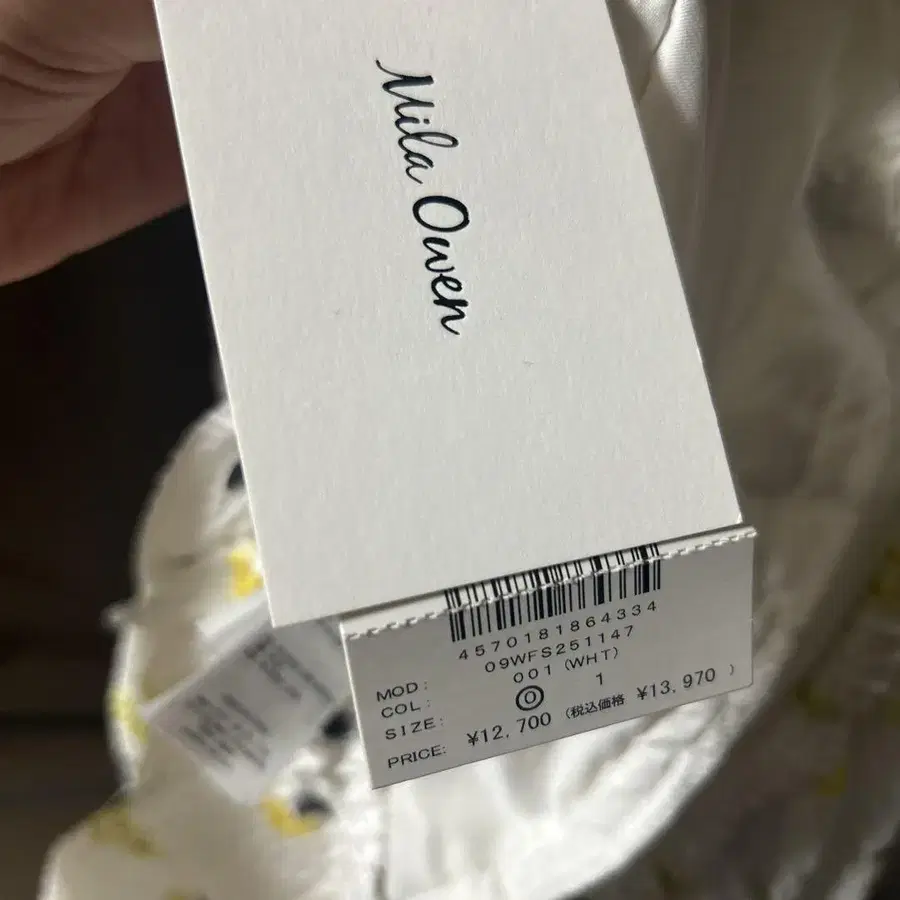 Mila Owen
4570181864334
MOD: 09WFS251147
COL: 001 (WHT)
SIZE: 0 1
PRICE: ¥12,700 (税込価格 ¥13,970 )